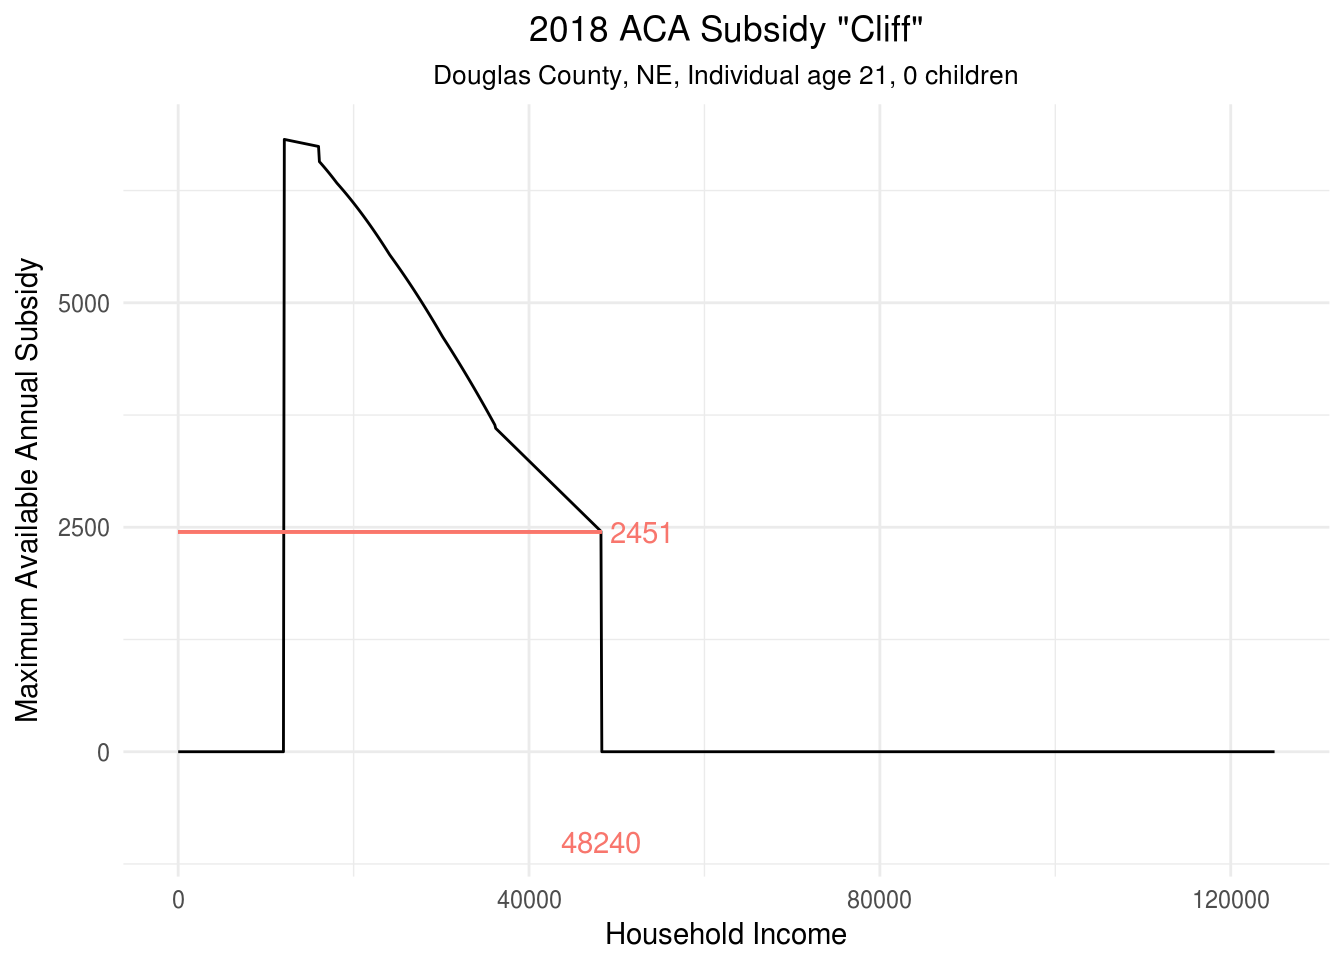 2018 ACA Subsidy "Cliff"
Douglas County, NE, Individual age 21, 0 children
Maximum Available Annual Subsidy
5000
2500
0
2451
48240
0
40000
80000
120000
Household Income